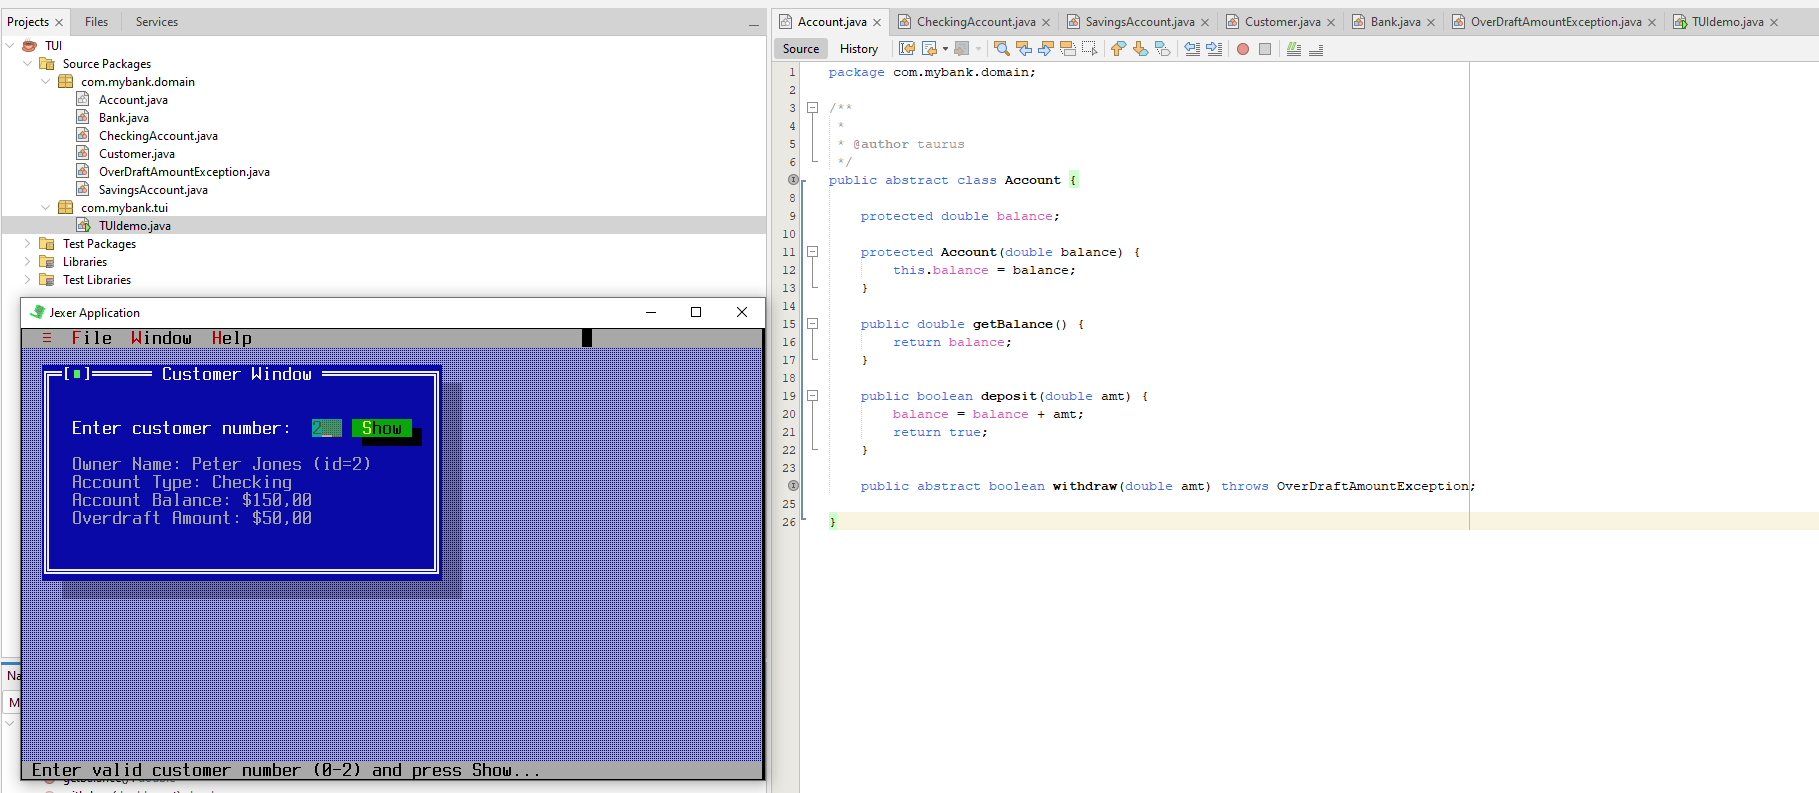 Projects
Files
Services
TUI
Source Packages
com.mybank.domain
Account.java
Bank.java
CheckingAccount.java
Customer.java
OverDraftAmountException.java
SavingsAccount.java
com.mybank.tui
TUIdemo.java
Test Packages
Libraries
Test Libraries
Jexer Application
File Window Help
Customer Window
Enter customer number: 2__ Show
Owner Name: Peter Jones (id=2)
Account Type: Checking
Account Balance: $150,00
Overdraft Amount: $50,00
Enter valid customer number (0-2) and press Show...
Na
M
Account.java CheckingAccount.java SavingsAccount.java Customer.java Bank.java OverDraftAmountException.java TUIdemo.java
Source History
1 package com.mybank.domain;
2
3 /**
4 *
5 * @author taurus
6 */
public abstract class Account {
8
9 protected double balance;
10
11 protected Account(double balance) {
12 this.balance = balance;
13 }
14
15 public double getBalance() {
16 return balance;
17 }
18
19 public boolean deposit(double amt) {
20 balance = balance + amt;
21 return true;
22 }
23
public abstract boolean withdraw(double amt) throws OverDraftAmountException;
25
26 }